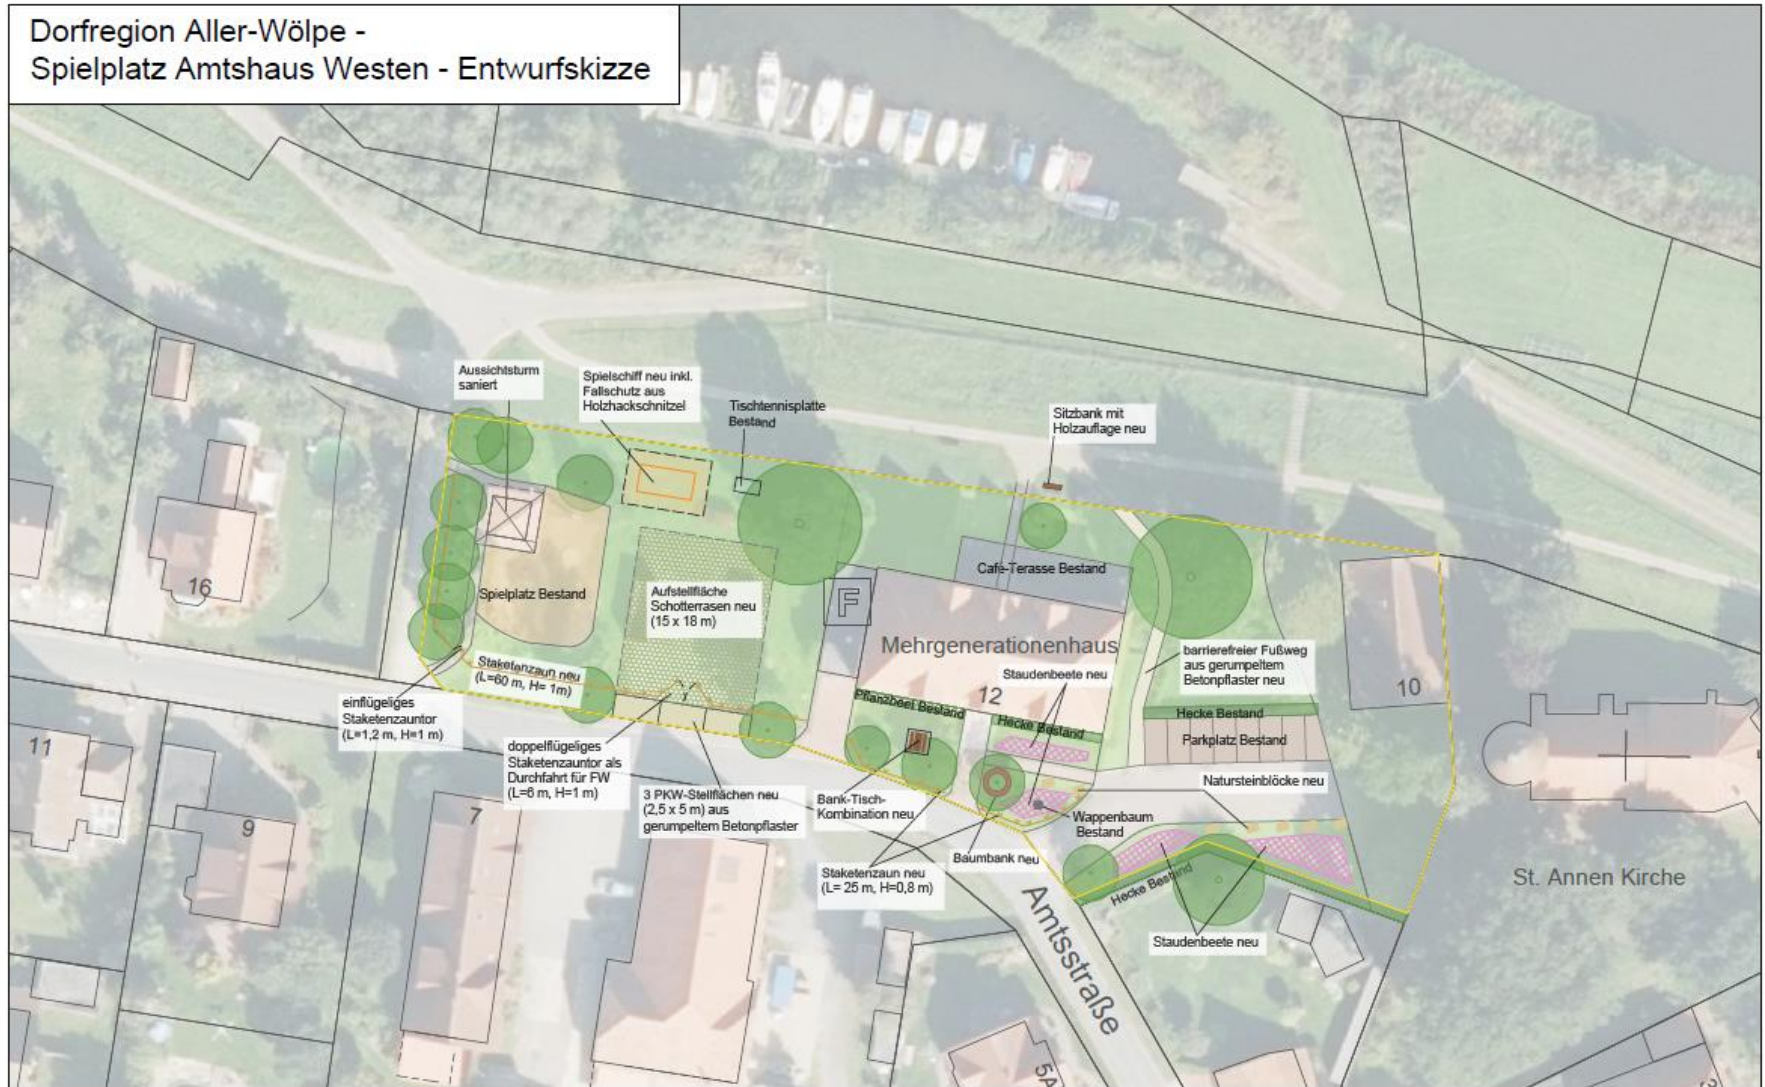 Dorfregion Aller-Wölpe -
Spielplatz Amtshaus Westen - Entwurfskizze
Aussichtsturm
saniert
Spielschiff neu inkl.
Fallschutz aus
Holzhackschnitzel
Tischtennisplatte
Bestand
Sitzbank mit
Holzauflage neu
16
Spielplatz Bestand
Aufstellfläche
Schotterrasen neu
(15 x 18 m)
F
Café-Terasse Bestand
Mehrgenerationenhaus
12
barrierefreier Fußweg
aus gerumpeltem
Betonpflaster neu
10
Staketenzaun neu
(L=60 m, H= 1m)
Staudenbeete neu
Pflanzbeet Bestand
Hecke Bestand
Hecke Bestand
Parkplatz Bestand
einflügeliges
Staketenzauntor
(L=1,2 m, H=1 m)
11
doppelflügeliges
Staketenzauntor als
Durchfahrt für FW
(L=6 m, H=1 m)
3 PKW-Stellflächen neu
(2,5 x 5 m) aus
gerumpeltem Betonpflaster
Bank-Tisch-
Kombination neu
Natursteinblöcke neu
Wappenbaum
Bestand
9
7
Baumbank neu
Staketenzaun neu
(L= 25 m, H=0,8 m)
Hecke Bestand
St. Annen Kirche
Staudenbeete neu
Amtsstraße